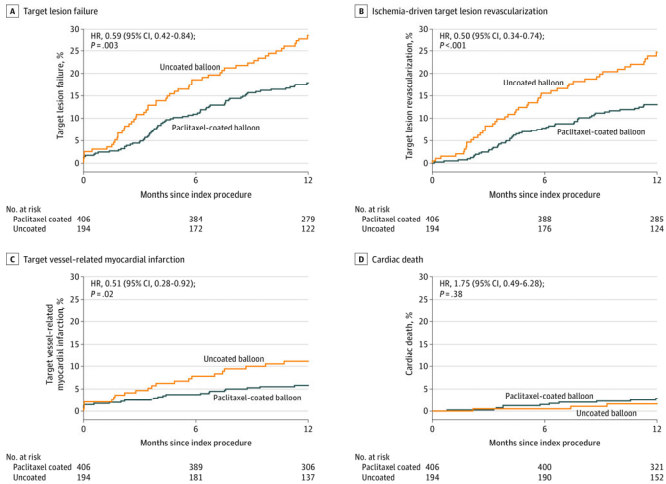 A Target lesion failure
HR, 0.59 (95% CI, 0.42-0.84);
P = .003
30
25
20
15
10
5
0
Target lesion failure, %
Uncoated balloon
Paclitaxel-coated balloon
0 6 12
Months since index procedure
No. at risk
Paclitaxel coated 406 384 279
Uncoated 194 172 122
B Ischemia-driven target lesion revascularization
HR, 0.50 (95% CI, 0.34-0.74);
P <.001
30
25
20
15
10
5
0
Target lesion revascularization, %
Uncoated balloon
Paclitaxel-coated balloon
0 6 12
Months since index procedure
No. at risk
Paclitaxel coated 406 388 285
Uncoated 194 176 124
C Target vessel-related myocardial infarction
HR, 0.51 (95% CI, 0.28-0.92);
P = .02
30
25
20
15
10
5
0
Target vessel-related
myocardial infarction, %
Uncoated balloon
Paclitaxel-coated balloon
0 6 12
Months since index procedure
No. at risk
Paclitaxel coated 406 389 306
Uncoated 194 181 137
D Cardiac death
HR, 1.75 (95% CI, 0.49-6.28);
P = .38
30
25
20
15
10
5
0
Cardiac death, %
Paclitaxel-coated balloon
Uncoated balloon
0 6 12
Months since index procedure
No. at risk
Paclitaxel coated 406 400 321
Uncoated 194 190 152